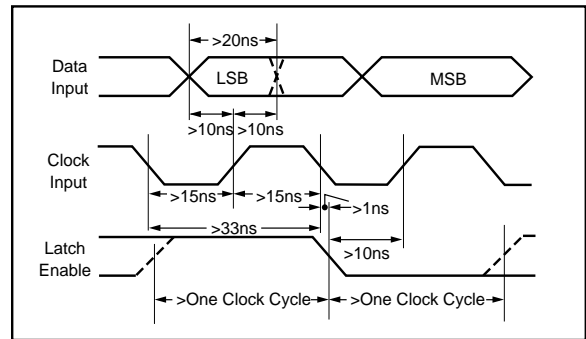 >20ns
Data
Input
LSB
MSB
>10ns >10ns
Clock
Input
>15ns >15ns
>1ns
>33ns
>10ns
Latch
Enable
>One Clock Cycle >One Clock Cycle